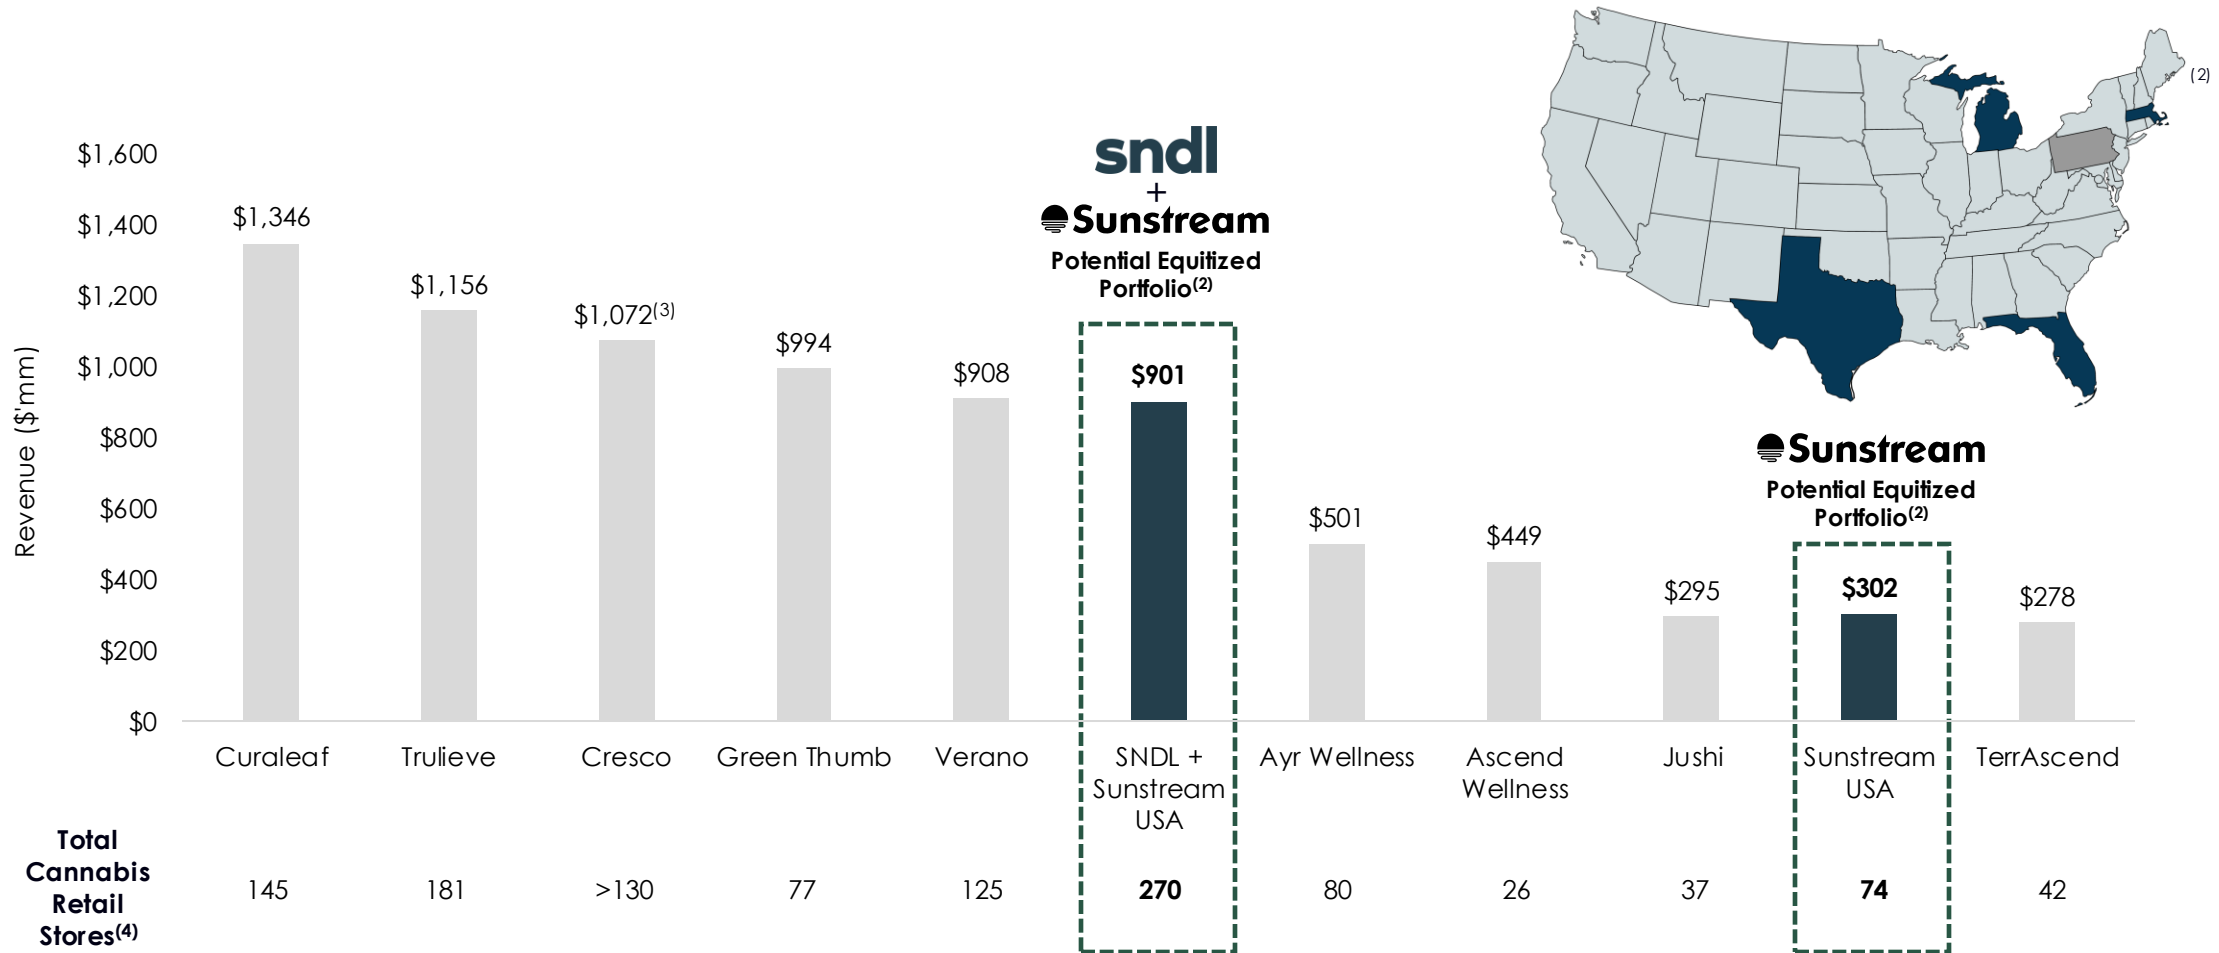 (2)
sndl
+
Sunstream
Potential Equitized
Portfolio(2)
Sunstream
Potential Equitized
Portfolio(2)
Revenue ($'mm)
$1,600
$1,400
$1,200
$1,000
$800
$600
$400
$200
$0
$1,346
$1,156
$1,072(3)
$994
$908
$901
$501
$449
$295
$302
$278
Curaleaf
Trulieve
Cresco
Green Thumb
Verano
SNDL +
Sunstream
USA
Ayr Wellness
Ascend
Wellness
Jushi
Sunstream
USA
TerrAscend
Total
Cannabis
Retail
Stores(4)
145
181
>130
77
125
270
80
26
37
74
42